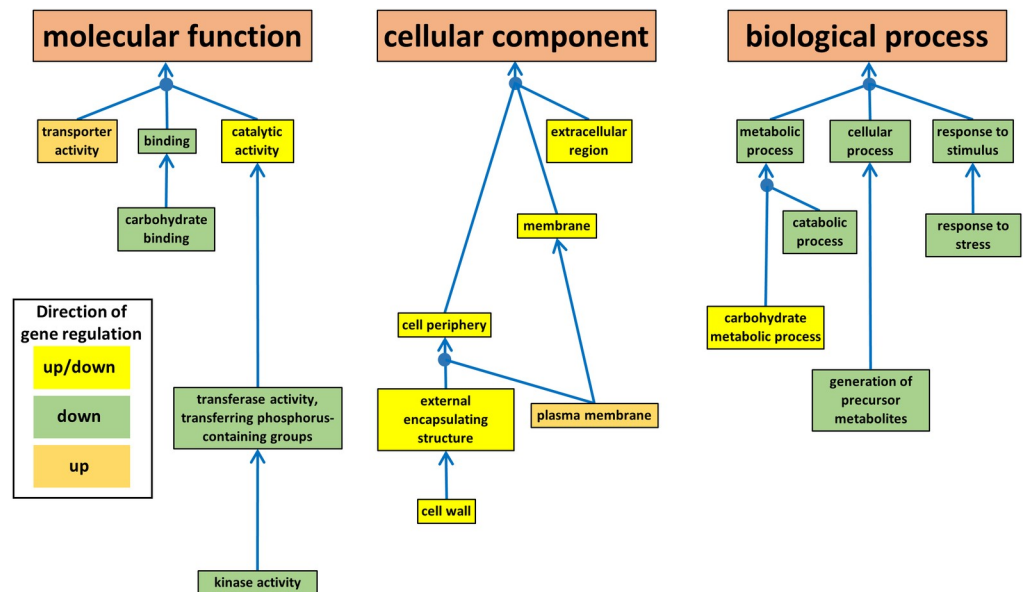 molecular function
cellular component
biological process
transporter
activity
binding
catalytic
activity
extracellular
region
metabolic
process
cellular
process
response to
stimulus
carbohydrate
binding
membrane
catabolic
process
response to
stress
Direction of
gene regulation
up/down
down
up
cell periphery
carbohydrate
metabolic process
transferase activity,
transferring phosphorus-
containing groups
external
encapsulating
structure
plasma membrane
generation of
precursor
metabolites
cell wall
kinase activity